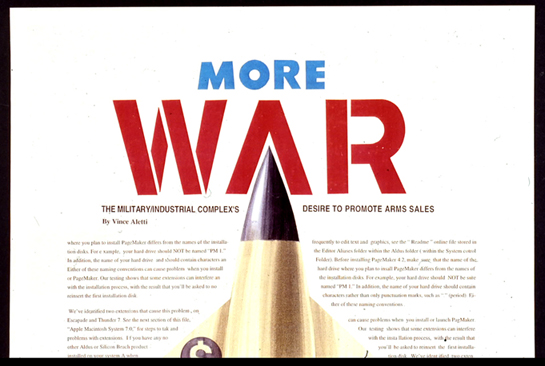 MORE
WAR
THE MILITARY/INDUSTRIAL COMPLEX'S DESIRE TO PROMOTE ARMS SALES
By Vince Aletti
where you plan to install PageMaker differs from the names of the installa
tion disks. For example, your hard drive should NOT be named "PM 1."
In addition, the name of your hard drive and should contain characters an
Either of these naming conventions can cause problem when you install
or PageMaker. Our testing shows that some extensions can interfere an
with the installation process, with the result that you'll be asked to no
reinsert the first installation disk.
We've identified two extensions that cause this problem,
Escapade and Thunder 7. See the next section of this file,
"Apple Macintosh System 7.0," for steps to tak and
problems with extensions. I f you have any no
other Aldus or Silicon Beach product
installed on your system A
$
frequently to edit text and graphics, see the "Readme" online file stored in
the Editor Aliases folder within the Aldus folder ( within the System
Folder). Before installing PageMaker 4.2, make that the name of
hard drive where you plan to install PageMaker differs from the names of
the installation disks. For example, your hard drive should NOT be
named "PM 1." In addition, the name of your hard drive should contain
characters rather than only punctuation marks, such as "." (period). Ei
ther of these naming conventions
can cause problems when you install or launch PageMaker
Our testing shows that some extensions can interfere
with the installation process, with the result that
you'll be asked to reinsert the first installa
tion disk. We've identified two exten